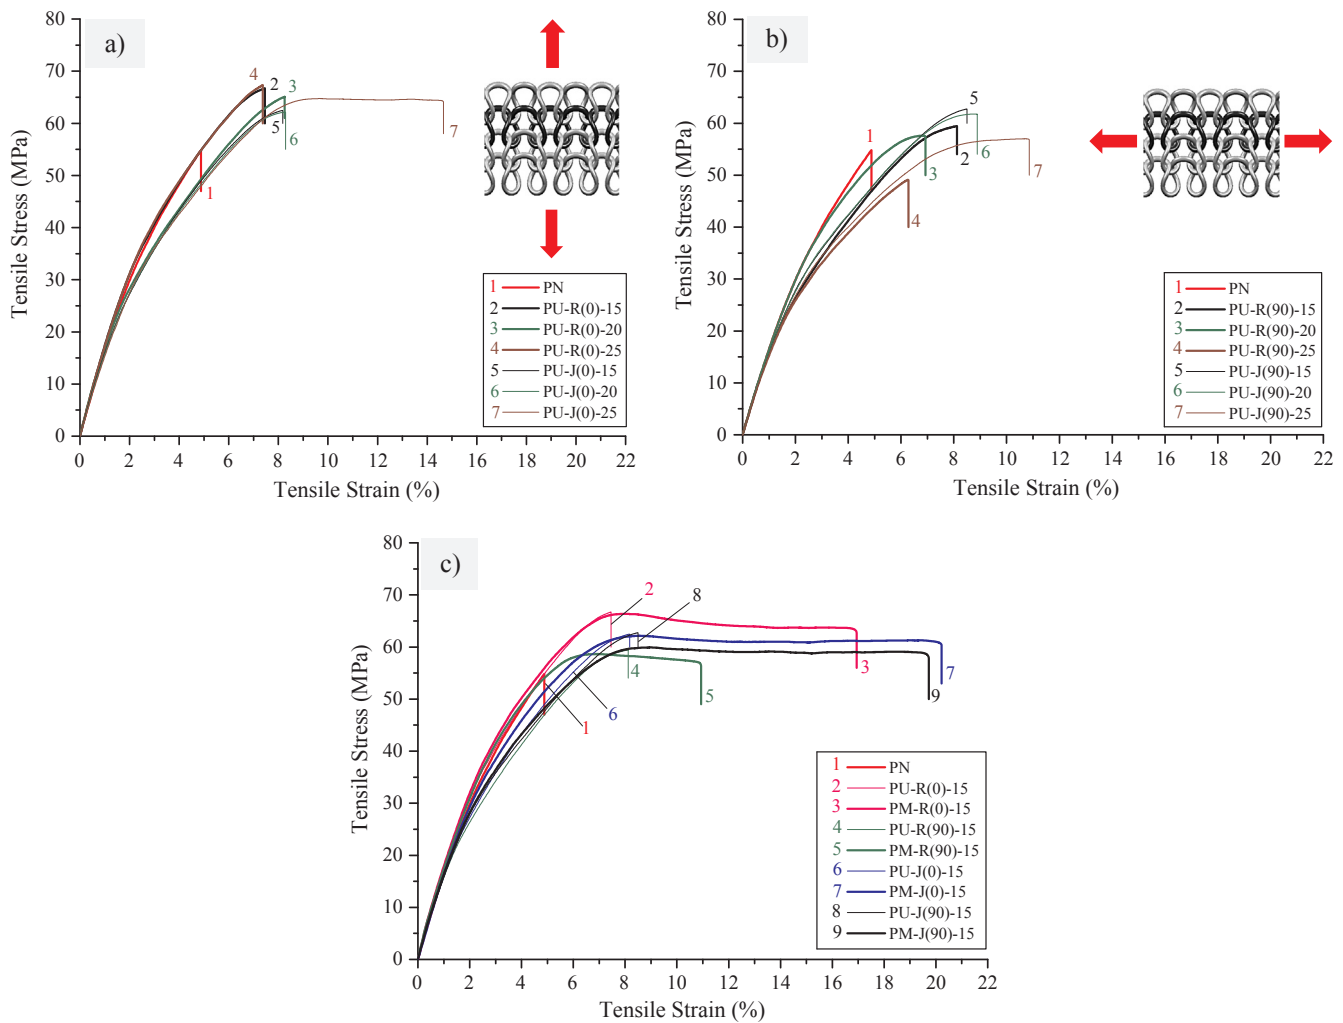 a)
Tensile Stress (MPa)
80
70
60
50
40
30
20
10
0
4
2
3
5
6
7
1
1 PN
2 PU-R(0)-15
3 PU-R(0)-20
4 PU-R(0)-25
5 PU-J(0)-15
6 PU-J(0)-20
7 PU-J(0)-25
0 2 4 6 8 10 12 14 16 18 20 22
Tensile Strain (%)
b)
Tensile Stress (MPa)
80
70
60
50
40
30
20
10
0
1
5
2
6
3
7
4
1 PN
2 PU-R(90)-15
3 PU-R(90)-20
4 PU-R(90)-25
5 PU-J(90)-15
6 PU-J(90)-20
7 PU-J(90)-25
0 2 4 6 8 10 12 14 16 18 20 22
Tensile Strain (%)
c)
Tensile Stress (MPa)
80
70
60
50
40
30
20
10
0
2
8
4
3
7
5
9
6
1
1 PN
2 PU-R(0)-15
3 PM-R(0)-15
4 PU-R(90)-15
5 PM-R(90)-15
6 PU-J(0)-15
7 PM-J(0)-15
8 PU-J(90)-15
9 PM-J(90)-15
0 2 4 6 8 10 12 14 16 18 20 22
Tensile Strain (%)